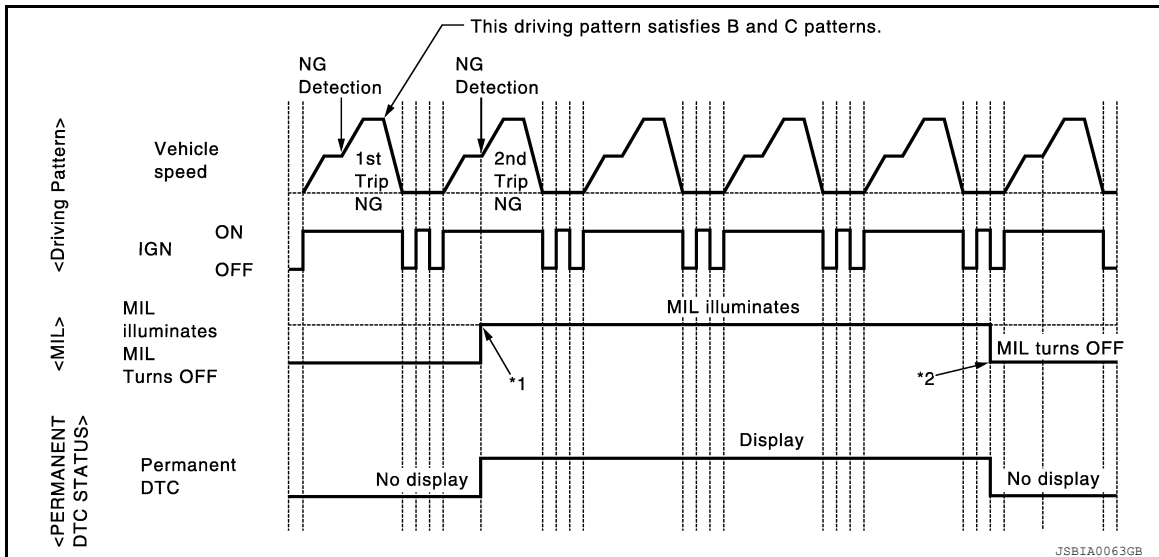 This driving pattern satisfies B and C patterns.
NG
Detection
NG
Detection
<Driving Pattern>
Vehicle
speed
1st
Trip
NG
2nd
Trip
NG
IGN
ON
OFF
<MIL>
MIL
illuminates
MIL
Turns OFF
MIL illuminates
MIL turns OFF
*1
*2
<PERMANENT
DTC STATUS>
Permanent
DTC
No display
Display
No display
JSBIA0063GB